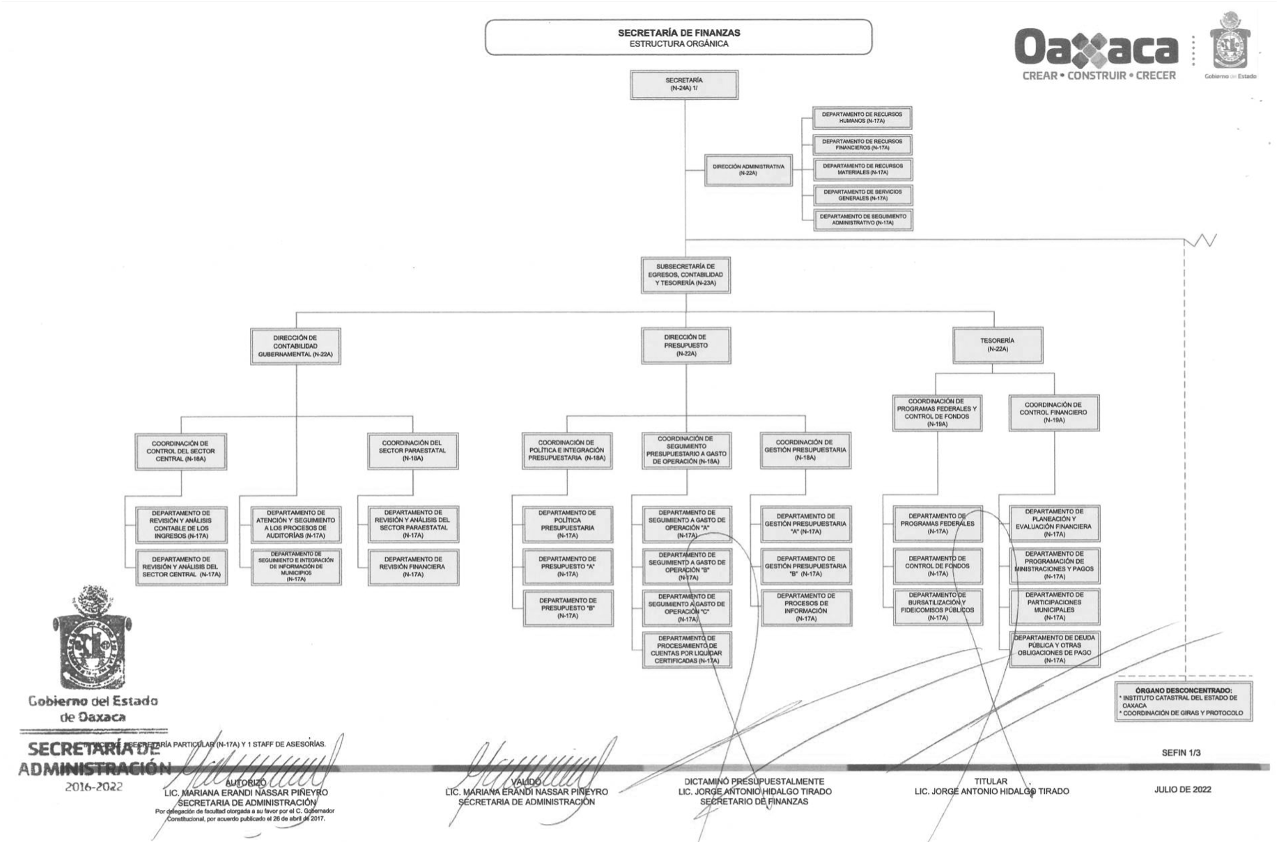 SECRETARÍA DE FINANZAS
ESTRUCTURA ORGÁNICA
Oaxaca
CREAR • CONSTRUIR • CRECER
Gobierno del Estado
SECRETARÍA
(N-24A) 1/
DEPARTAMENTO DE RECURSOS
HUMANOS (N-17A)
DEPARTAMENTO DE RECURSOS
FINANCIEROS (N-17A)
DIRECCIÓN ADMINISTRATIVA
(N-22A)
DEPARTAMENTO DE RECURSOS
MATERIALES (N-17A)
DEPARTAMENTO DE SERVICIOS
GENERALES (N-17A)
DEPARTAMENTO DE SEGUIMIENTO
ADMINISTRATIVO (N-17A)
SUBSECRETARÍA DE
EGRESOS, CONTABILIDAD
Y TESORERÍA (N-23A)
DIRECCIÓN DE
CONTABILIDAD
GUBERNAMENTAL (N-22A)
DIRECCIÓN DE
PRESUPUESTO
(N-22A)
TESORERÍA
(N-22A)
COORDINACIÓN DE
PROGRAMAS FEDERALES Y
CONTROL DE FONDOS
(N-19A)
COORDINACIÓN DE
CONTROL FINANCIERO
(N-19A)
COORDINACIÓN DE
CONTROL DEL SECTOR
CENTRAL (N-18A)
COORDINACIÓN DEL
SECTOR PARAESTATAL
(N-18A)
COORDINACIÓN DE
POLÍTICA E INTEGRACIÓN
PRESUPUESTARIA (N-18A)
COORDINACIÓN DE
SEGUIMIENTO
PRESUPUESTARIO A GASTO
DE OPERACIÓN (N-18A)
COORDINACIÓN DE
GESTIÓN PRESUPUESTARIA
(N-18A)
DEPARTAMENTO DE
REVISIÓN Y ANÁLISIS
CONTABLE DE LOS
INGRESOS (N-17A)
DEPARTAMENTO DE
ATENCIÓN Y SEGUIMIENTO
A LOS PROCESOS DE
AUDITORÍAS (N-17A)
DEPARTAMENTO DE
REVISIÓN Y ANÁLISIS DEL
SECTOR PARAESTATAL
(N-17A)
DEPARTAMENTO DE
POLÍTICA
PRESUPUESTARIA
(N-17A)
DEPARTAMENTO DE
SEGUIMIENTO A GASTO DE
OPERACIÓN "A"
(N-17A)
DEPARTAMENTO DE
GESTIÓN PRESUPUESTARIA
"A" (N-17A)
DEPARTAMENTO DE
PROGRAMAS FEDERALES
(N-17A)
DEPARTAMENTO DE
PLANEACIÓN Y
EVALUACIÓN FINANCIERA
(N-17A)
DEPARTAMENTO DE
REVISIÓN Y ANÁLISIS DEL
SECTOR CENTRAL (N-17A)
DEPARTAMENTO DE
SEGUIMIENTO E INTEGRACIÓN
DE INFORMACIÓN DE
MUNICIPIOS
(N-17A)
DEPARTAMENTO DE
REVISIÓN FINANCIERA
(N-17A)
DEPARTAMENTO DE
PRESUPUESTO "A"
(N-17A)
DEPARTAMENTO DE
SEGUIMIENTO A GASTO DE
OPERACIÓN "B"
(N-17A)
DEPARTAMENTO DE
GESTIÓN PRESUPUESTARIA
"B" (N-17A)
DEPARTAMENTO DE
CONTROL DE FONDOS
(N-17A)
DEPARTAMENTO DE
PROGRAMACIÓN DE
MINISTRACIONES Y PAGOS
(N-17A)
DEPARTAMENTO DE
PRESUPUESTO "B"
(N-17A)
DEPARTAMENTO DE
SEGUIMIENTO A GASTO DE
OPERACIÓN "C"
(N-17A)
DEPARTAMENTO DE
PROCESOS DE
INFORMACIÓN (N-17A)
DEPARTAMENTO DE
BURSATILIZACIÓN Y
FIDEICOMISOS PÚBLICOS
(N-17A)
DEPARTAMENTO DE
PARTICIPACIONES
MUNICIPALES
(N-17A)
DEPARTAMENTO DE
PROCESAMIENTO DE
CUENTAS POR LIQUIDAR
CERTIFICADAS (N-17A)
DEPARTAMENTO DE DEUDA
PÚBLICA Y OTRAS
OBLIGACIONES DE PAGO
(N-17A)
ÓRGANO DESCONCENTRADO:
* INSTITUTO CATASTRAL DEL ESTADO DE
OAXACA
* COORDINACIÓN DE GIRAS Y PROTOCOLO
Gobierno del Estado
de Oaxaca
SECRETARÍA DE
ADMINISTRACIÓN
2016-2022
SECRETARÍA PARTICULAR (N-17A) Y 1 STAFF DE ASESORÍAS.
SEFIN 1/3
AUTORIZÓ
LIC. MARIANA ERANDI NASSAR PIÑEYRO
SECRETARIA DE ADMINISTRACIÓN
Por delegación de facultad otorgada a su favor por el C. Gobernador
Constitucional, por acuerdo publicado el 26 de abril de 2017.
VALIDÓ
LIC. MARIANA ERANDI NASSAR PIÑEYRO
SECRETARIA DE ADMINISTRACIÓN
DICTAMINÓ PRESUPUESTALMENTE
LIC. JORGE ANTONIO HIDALGO TIRADO
SECRETARIO DE FINANZAS
TITULAR
LIC. JORGE ANTONIO HIDALGO TIRADO
JULIO DE 2022